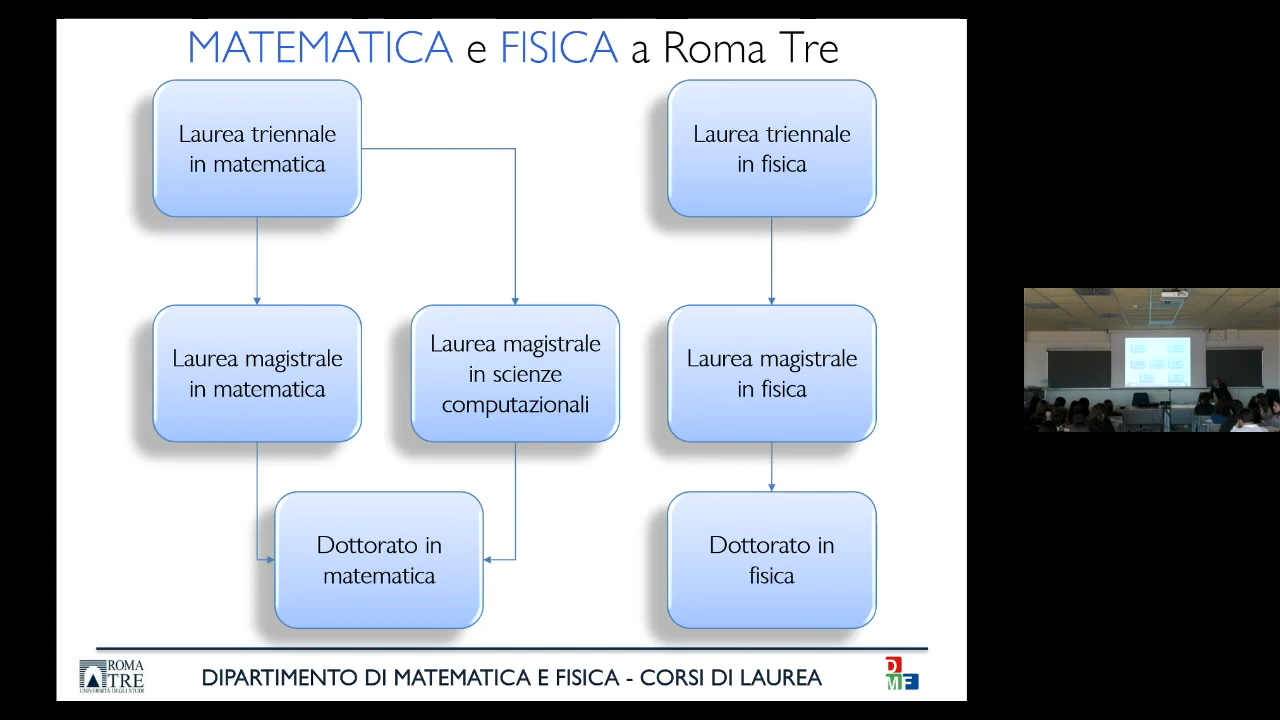 MATEMATICA e FISICA a Roma Tre
Laurea triennale
in matematica
Laurea triennale
in fisica
Laurea magistrale
in matematica
Laurea magistrale
in scienze
computazionali
Laurea magistrale
in fisica
Dottorato in
matematica
Dottorato in
fisica
ROMA
TRE
UNIVERSITÀ DEGLI STUDI
DIPARTIMENTO DI MATEMATICA E FISICA - CORSI DI LAUREA
D
MF